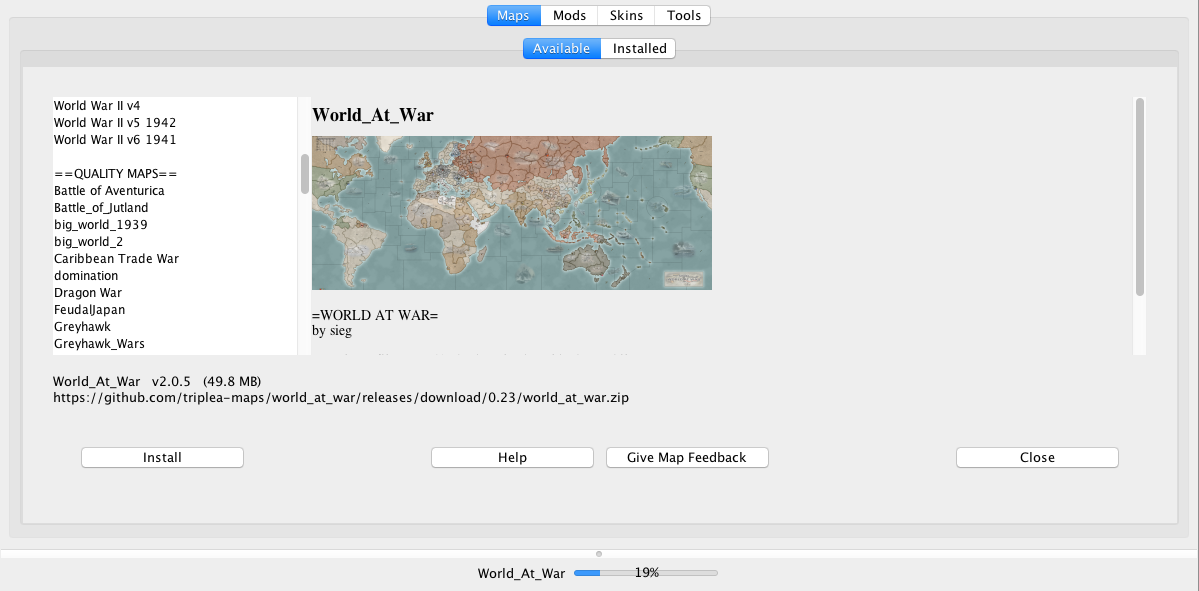 Maps Mods Skins Tools
Available Installed
World War II v4
World War II v5 1942
World War II v6 1941
==QUALITY MAPS==
Battle of Aventurica
Battle_of_Jutland
big_world_1939
big_world_2
Caribbean Trade War
domination
Dragon War
FeudalJapan
Greyhawk
Greyhawk_Wars
World_At_War
=WORLD AT WAR=
by sieg
World_At_War v2.0.5 (49.8 MB)
https://github.com/triplea-maps/world_at_war/releases/download/0.23/world_at_war.zip
Install Help Give Map Feedback Close
World_At_War 19%